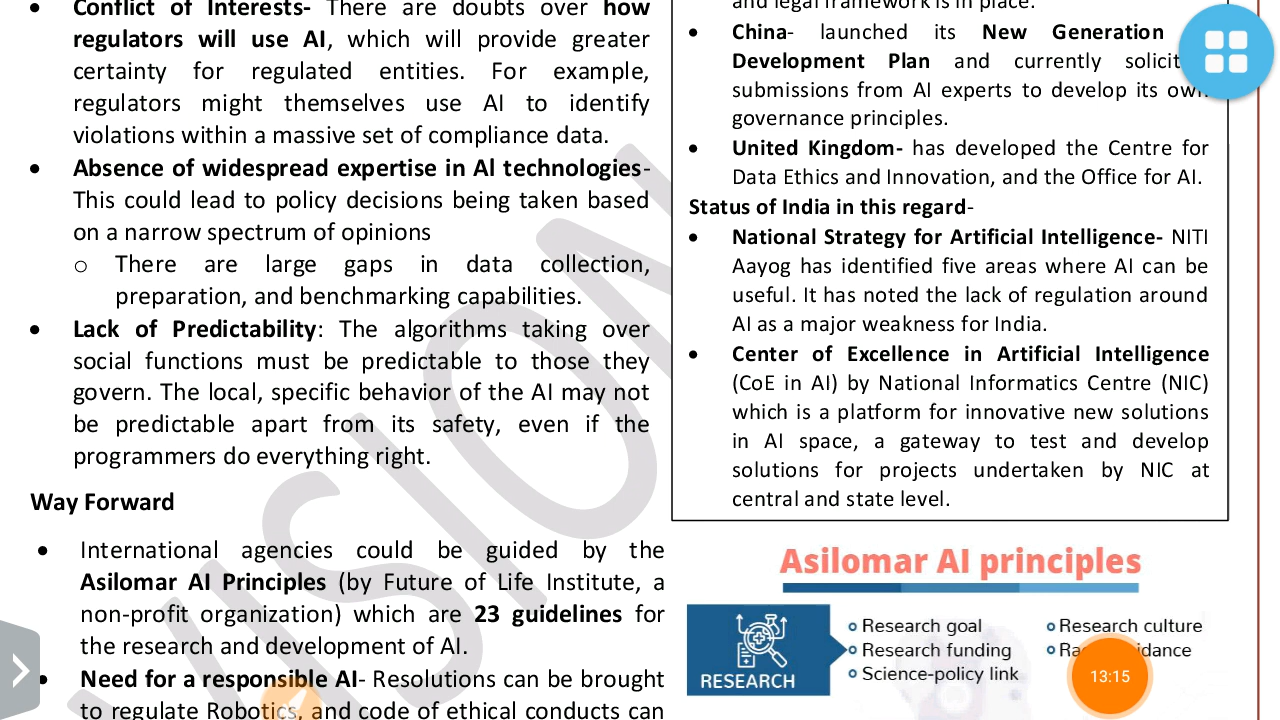 Conflict of Interests- There are doubts over how
regulators will use AI, which will provide greater
certainty for regulated entities. For example,
regulators might themselves use AI to identify
violations within a massive set of compliance data.
Absence of widespread expertise in Al technologies-
This could lead to policy decisions being taken based
on a narrow spectrum of opinions
There are large gaps in data collection,
preparation, and benchmarking capabilities.
Lack of Predictability: The algorithms taking over
social functions must be predictable to those they
govern. The local, specific behavior of the AI may not
be predictable apart from its safety, even if the
programmers do everything right.
Way Forward
International agencies could be guided by the
Asilomar AI Principles (by Future of Life Institute, a
non-profit organization) which are 23 guidelines for
the research and development of AI.
Need for a responsible AI- Resolutions can be brought
to regulate Robotics, and code of ethical conducts can
and legal framework is in place.
China- launched its New Generation
Development Plan and currently
submissions from AI experts to develop its own
governance principles.
United Kingdom- has developed the Centre for
Data Ethics and Innovation, and the Office for AI.
Status of India in this regard-
National Strategy for Artificial Intelligence- NITI
Aayog has identified five areas where AI can be
useful. It has noted the lack of regulation around
AI as a major weakness for India.
Center of Excellence in Artificial Intelligence
(CoE in AI) by National Informatics Centre (NIC)
which is a platform for innovative new solutions
in AI space, a gateway to test and develop
solutions for projects undertaken by NIC at
central and state level.
Asilomar AI principles
RESEARCH
Research goal
Research funding
Science-policy link
Research culture
13:15
VISION